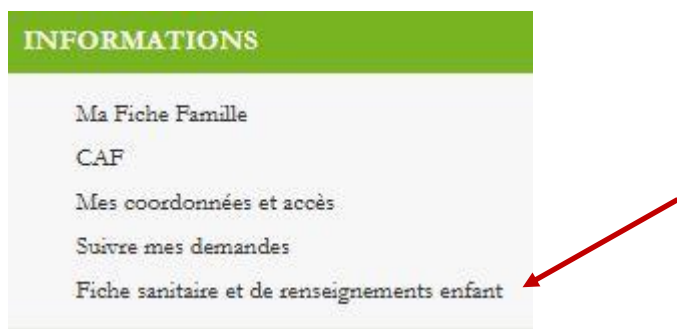 INFORMATIONS
Ma Fiche Famille
CAF
Mes coordonnées et accès
Suivre mes demandes
Fiche sanitaire et de renseignements enfant